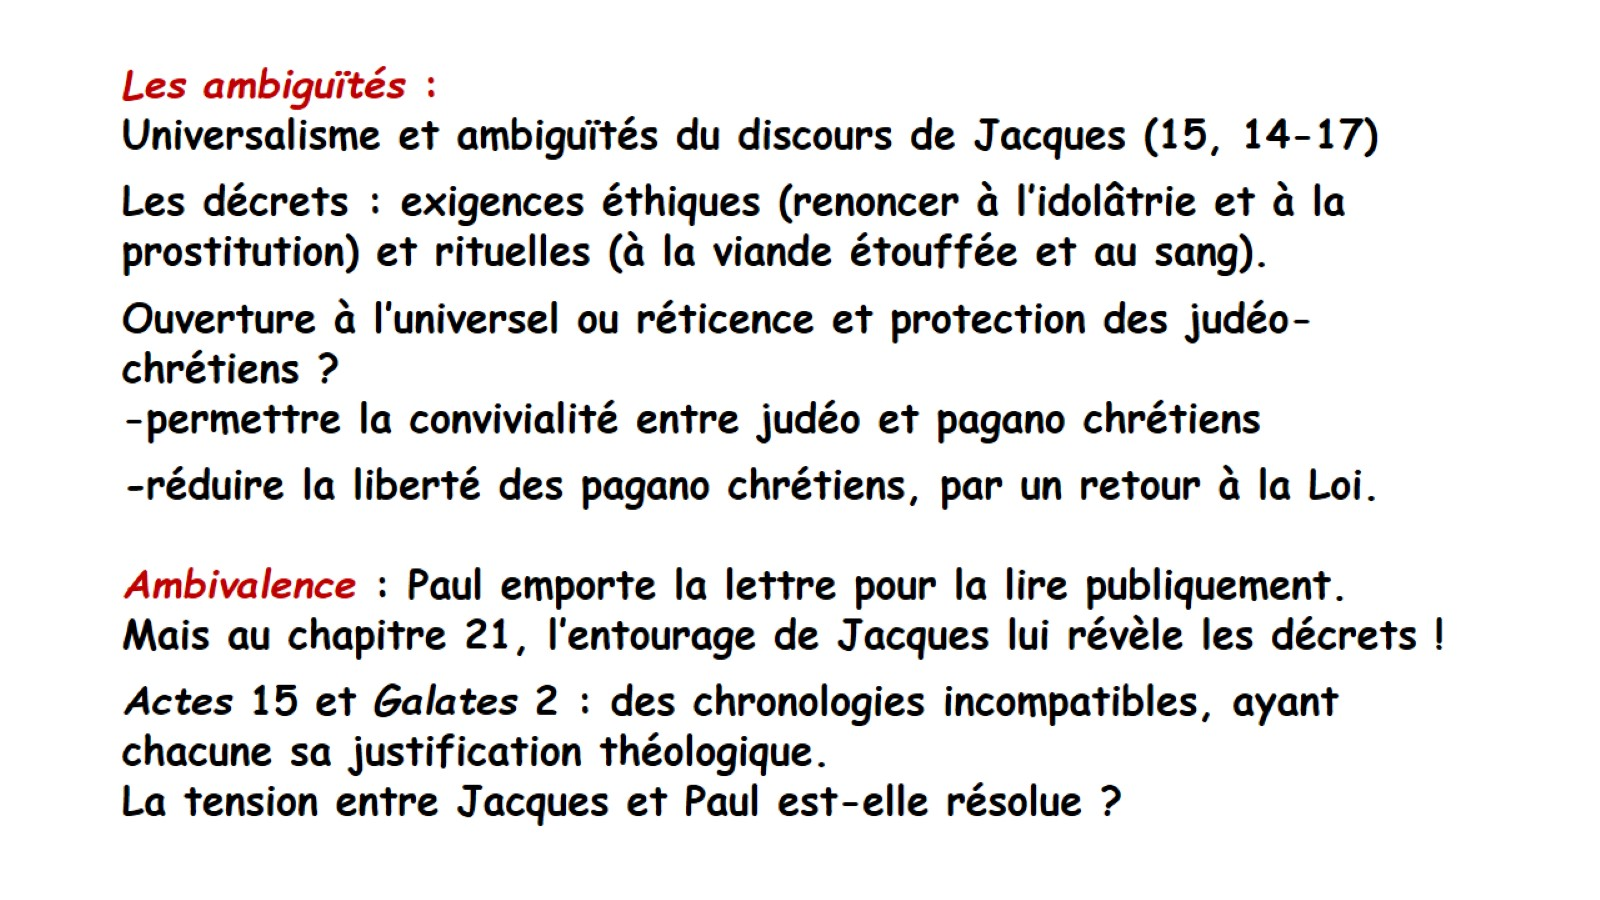 Les ambiguïtés :
Universalisme et ambiguïtés du discours de Jacques (15, 14-17)
Les décrets : exigences éthiques (renoncer à l'idolâtrie et à la
prostitution) et rituelles (à la viande étouffée et au sang).
Ouverture à l'universel ou réticence et protection des judéo-
chrétiens ?
-permettre la convivialité entre judéo et pagano chrétiens
-réduire la liberté des pagano chrétiens, par un retour à la Loi.
Ambivalence : Paul emporte la lettre pour la lire publiquement.
Mais au chapitre 21, l'entourage de Jacques lui révèle les décrets !
Actes 15 et Galates 2 : des chronologies incompatibles, ayant
chacune sa justification théologique.
La tension entre Jacques et Paul est-elle résolue ?